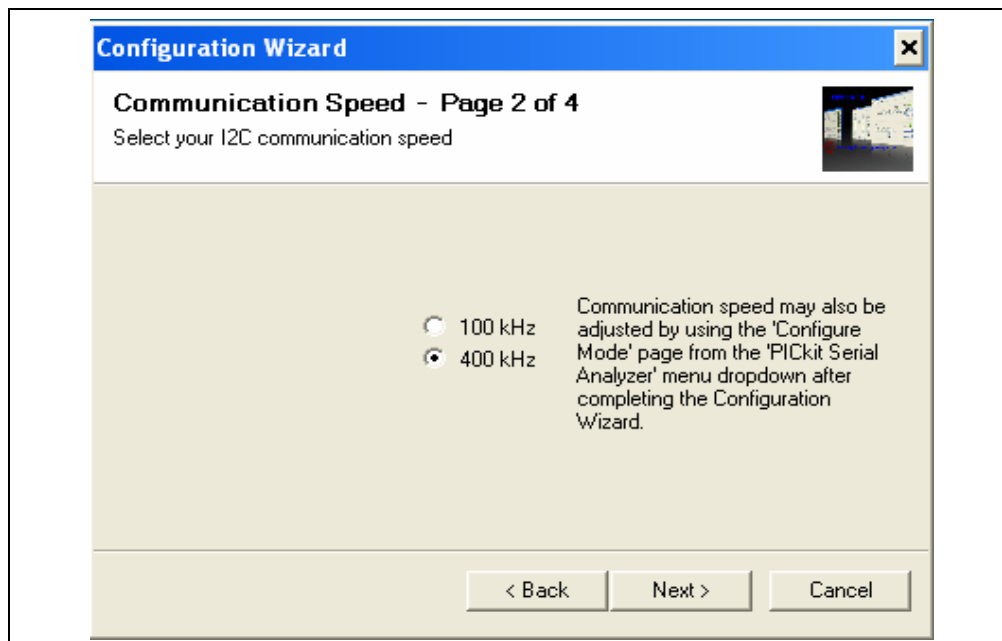 Configuration Wizard
Communication Speed - Page 2 of 4
Select your I2C communication speed
100 kHz
400 kHz
Communication speed may also be
adjusted by using the 'Configure
Mode' page from the 'PICkit Serial
Analyzer' menu dropdown after
completing the Configuration
Wizard.
< Back
Next >
Cancel